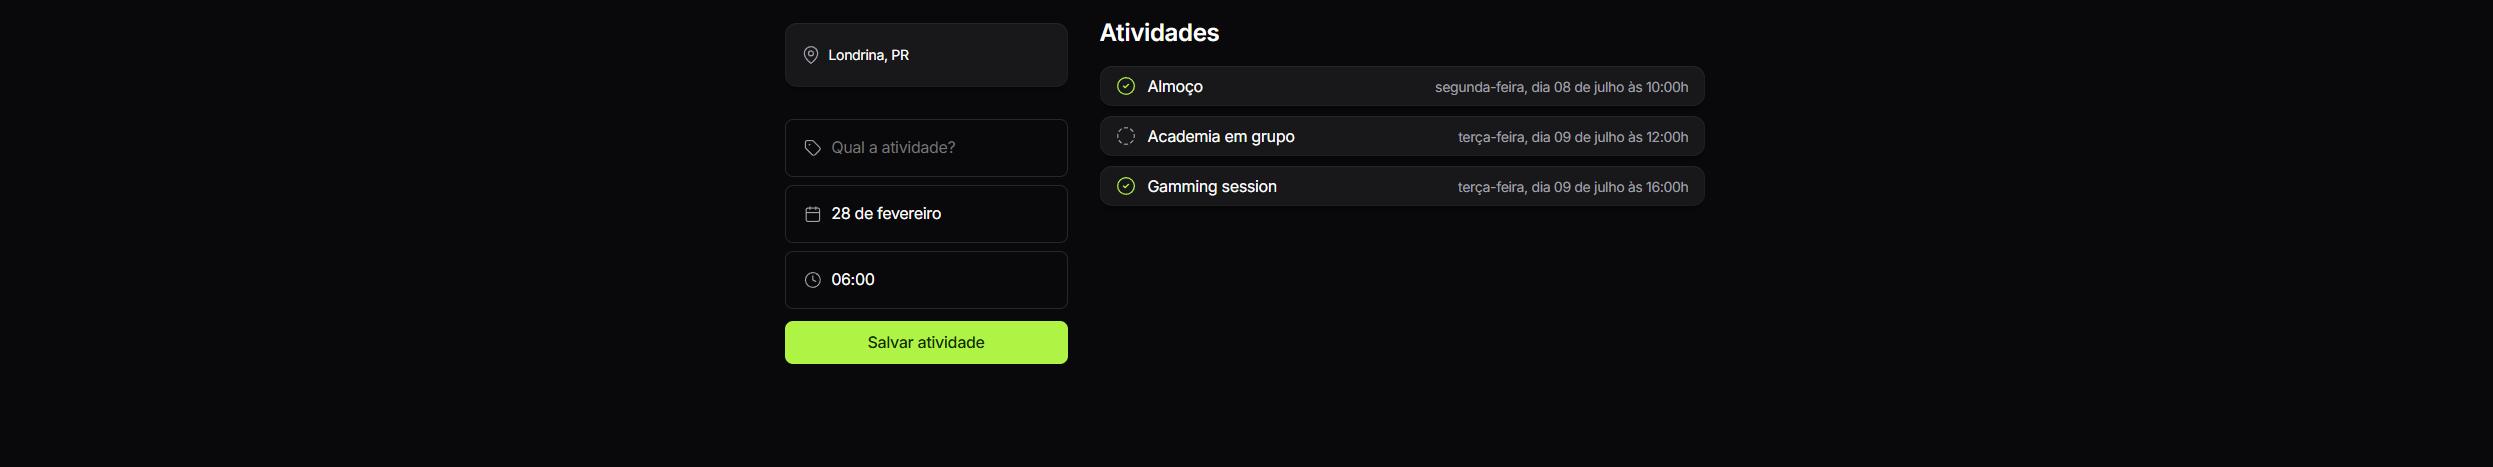 Londrina, PR
Qual a atividade?
28 de fevereiro
06:00
Salvar atividade
Atividades
Almoço segunda-feira, dia 08 de julho às 10:00h
Academia em grupo terça-feira, dia 09 de julho às 12:00h
Gamming session terça-feira, dia 09 de julho às 16:00h